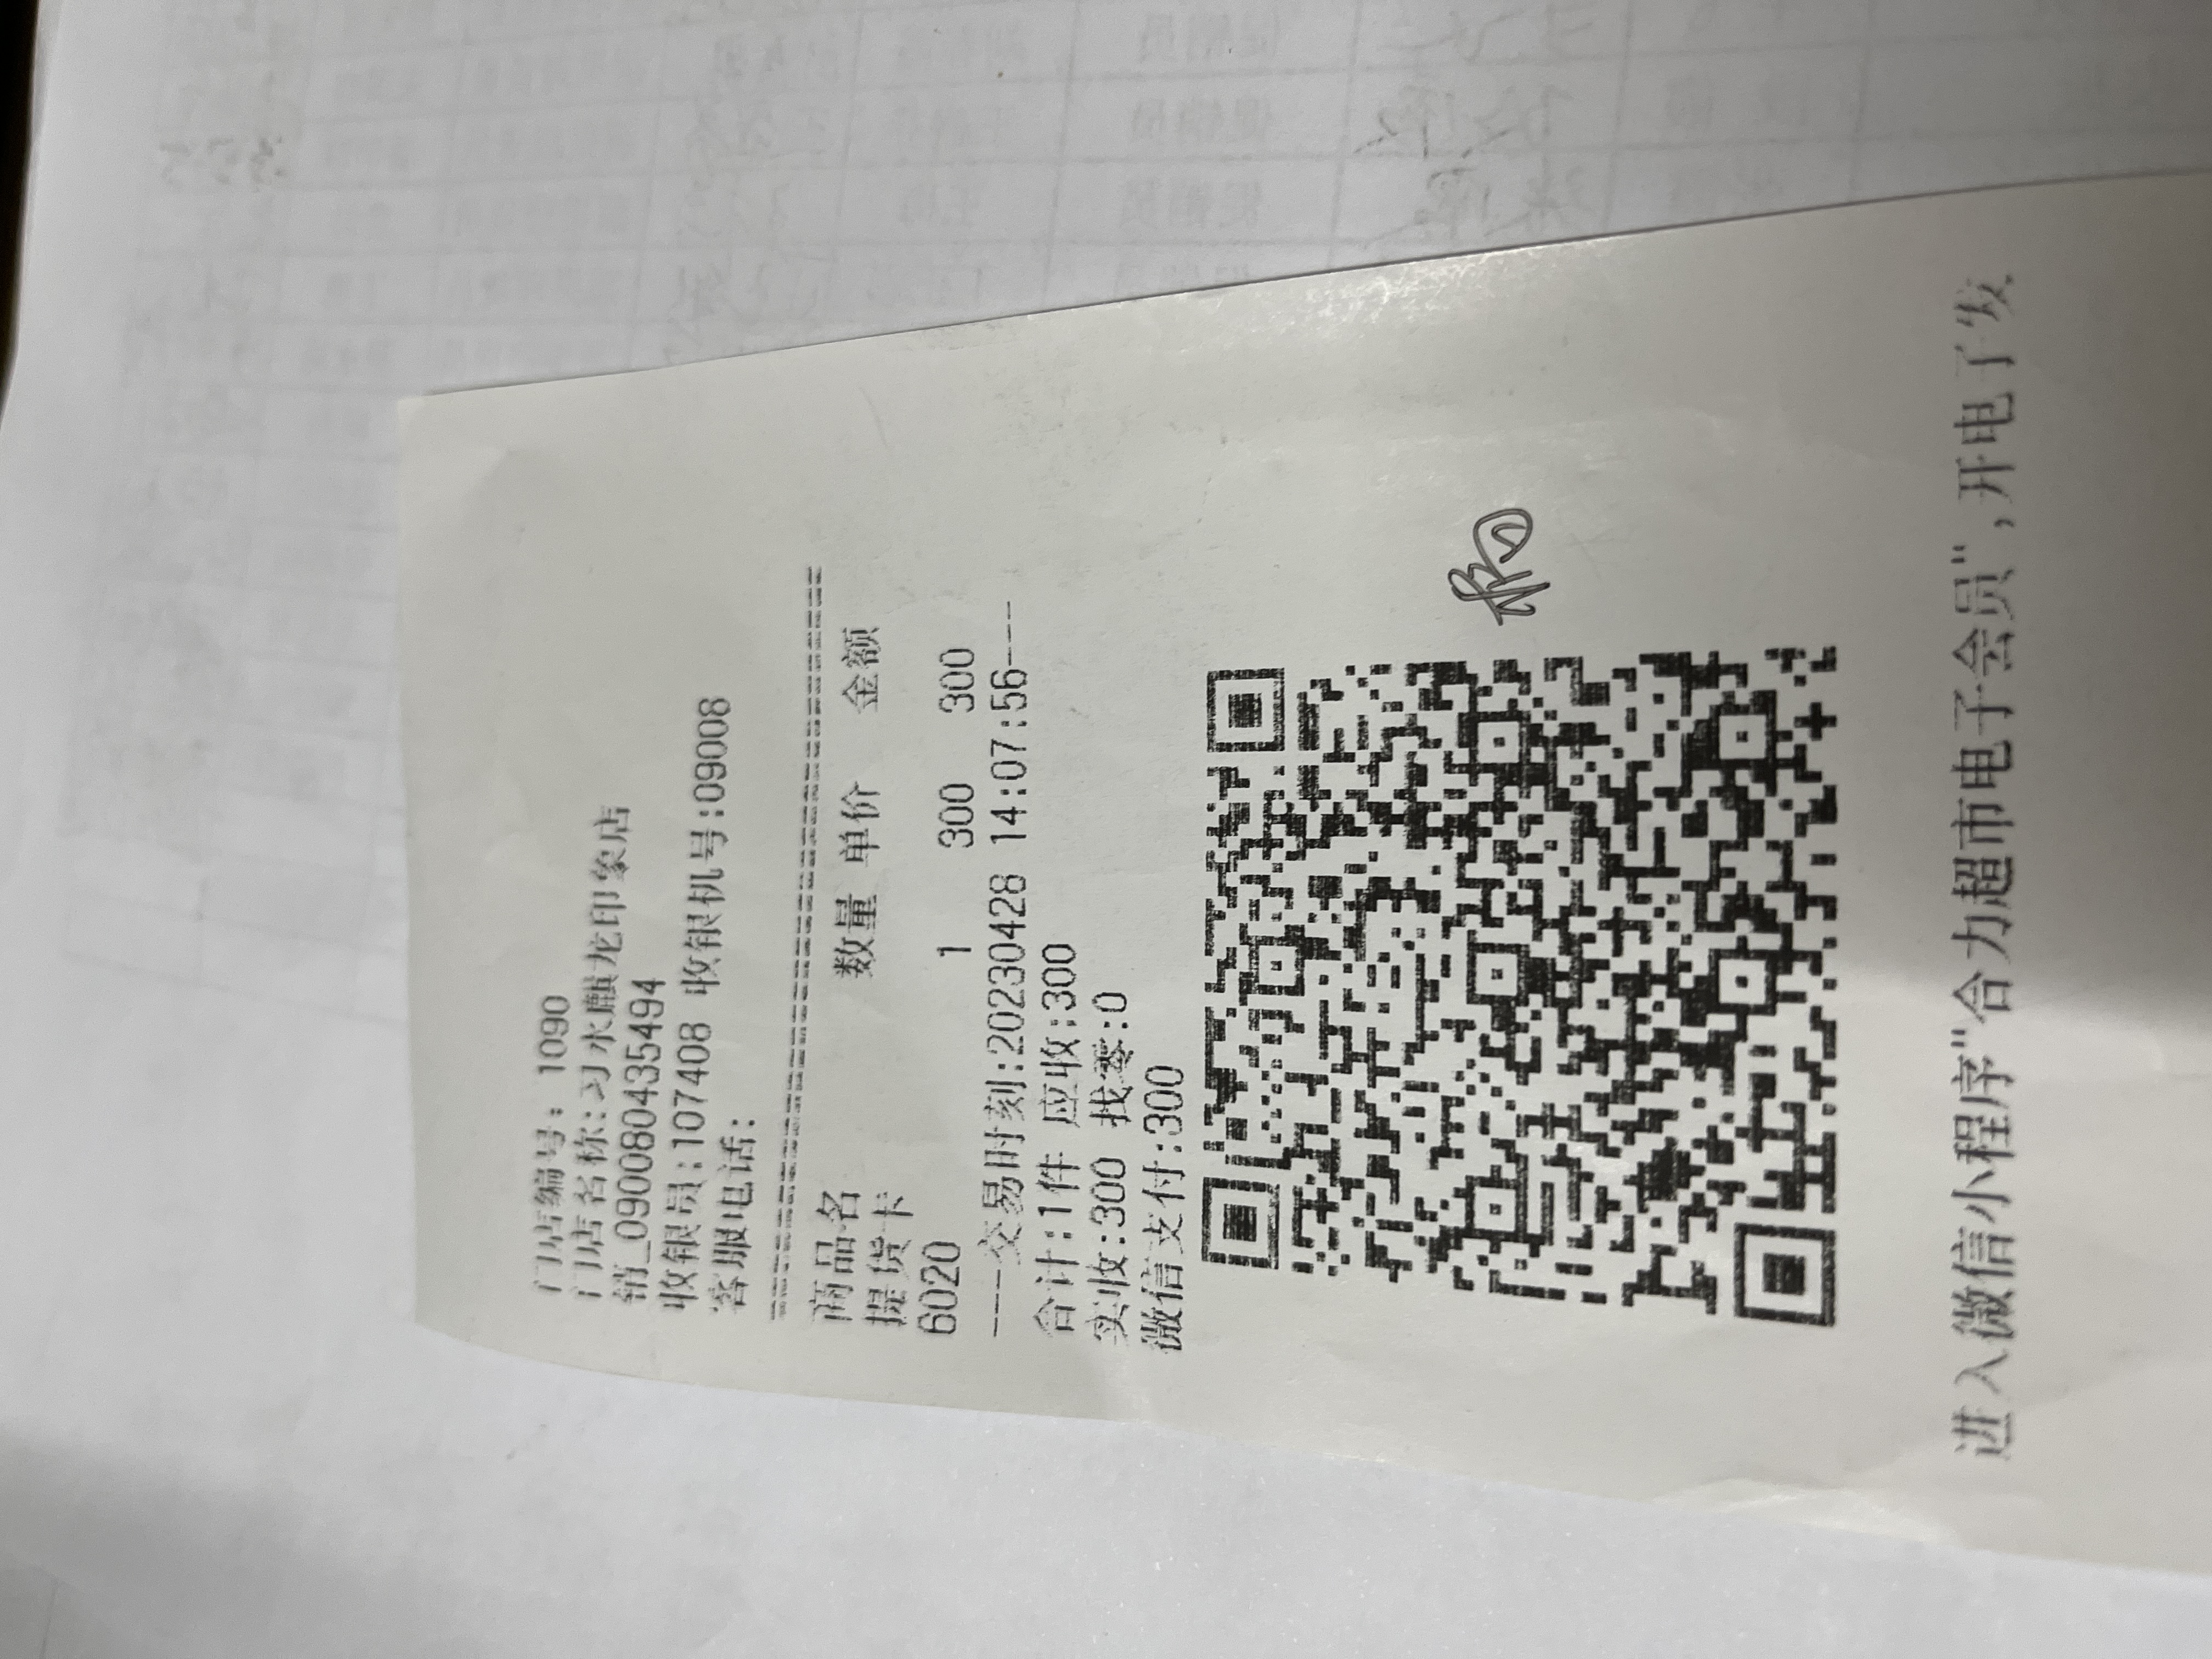 门店编号: 1090
门店名称:习水麒龙印象店
销_090080435494
收银员:107408 收银机号:09008
客服电话:
商品名 数量 单价 金额
提货卡
6020 1 300 300
---交易时刻:20230428 14:07:56---
合计:1件 应收:300
实收:300 找零:0
微信支付:300
进入微信小程序"合力超市电子会员",开电子发